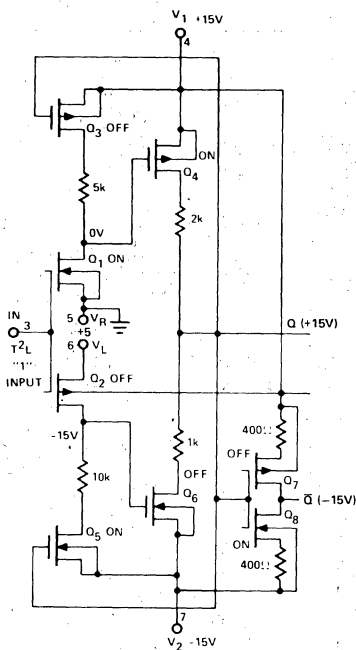 V1 +15V
4
Q3 OFF
ON
Q4
5k
2k
0V
Q1 ON
IN
3
T²L
"1"
INPUT
5 VR
+5
6 VL
Q (+15V)
Q2 OFF
-15V
1k
400Ω
OFF
OFF
Q7
10k
Q6
Q̅ (-15V)
Q8
Q5 ON
ON
400Ω
7
V2 -15V